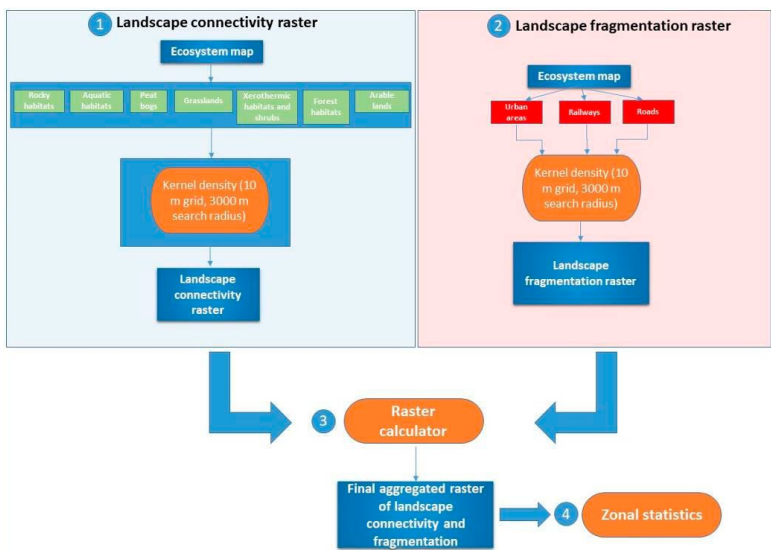 1 Landscape connectivity raster
Ecosystem map
Rocky
habitats
Aquatic
habitats
Peat
bogs
Grasslands
Xerothermic
habitats and
shrubs
Forest
habitats
Arable
lands
Kernel density (10
m grid, 3000 m
search radius)
Landscape
connectivity
raster
2 Landscape fragmentation raster
Ecosystem map
Urban
areas
Railways
Roads
Kernel density (10
m grid, 3000 m
search radius)
Landscape
fragmentation raster
3
Raster
calculator
Final aggregated raster
of landscape
connectivity and
fragmentation
4
Zonal statistics